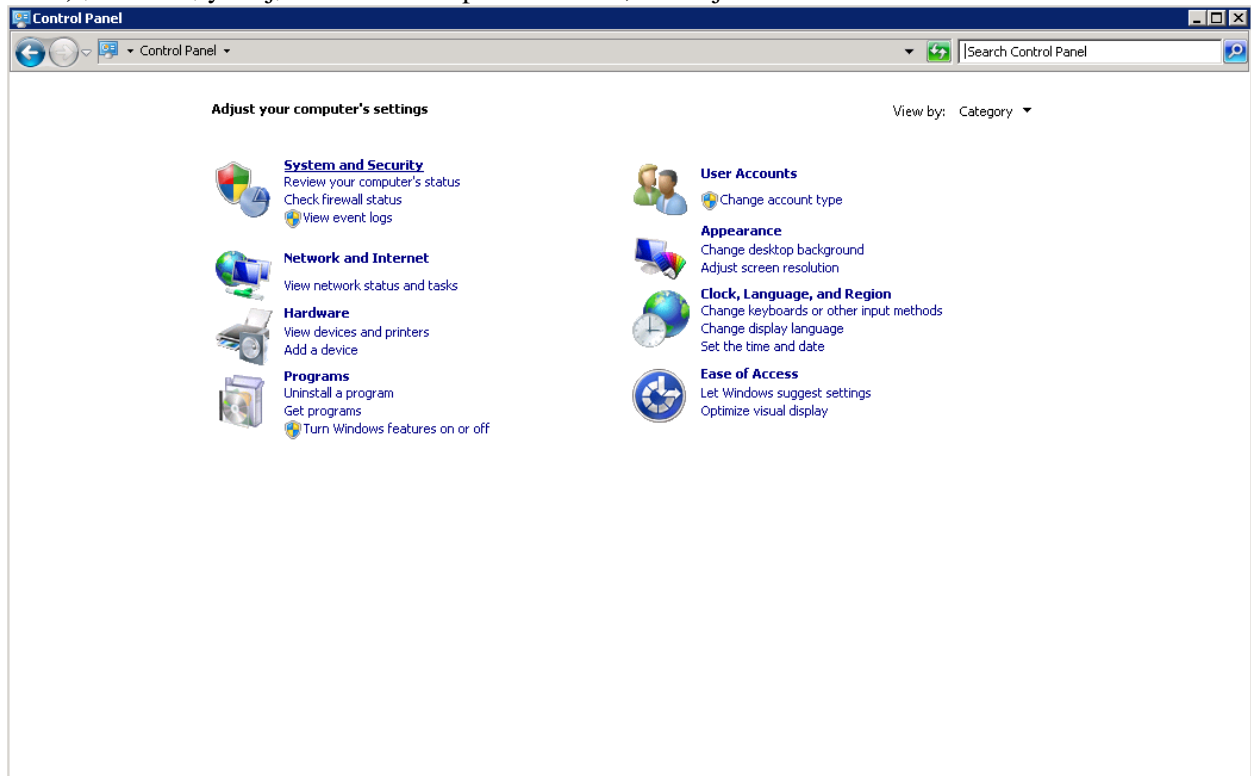 Control Panel
Control Panel
Search Control Panel
Adjust your computer's settings
View by: Category
System and Security
Review your computer's status
Check firewall status
View event logs
Network and Internet
View network status and tasks
Hardware
View devices and printers
Add a device
Programs
Uninstall a program
Get programs
Turn Windows features on or off
User Accounts
Change account type
Appearance
Change desktop background
Adjust screen resolution
Clock, Language, and Region
Change keyboards or other input methods
Change display language
Set the time and date
Ease of Access
Let Windows suggest settings
Optimize visual display